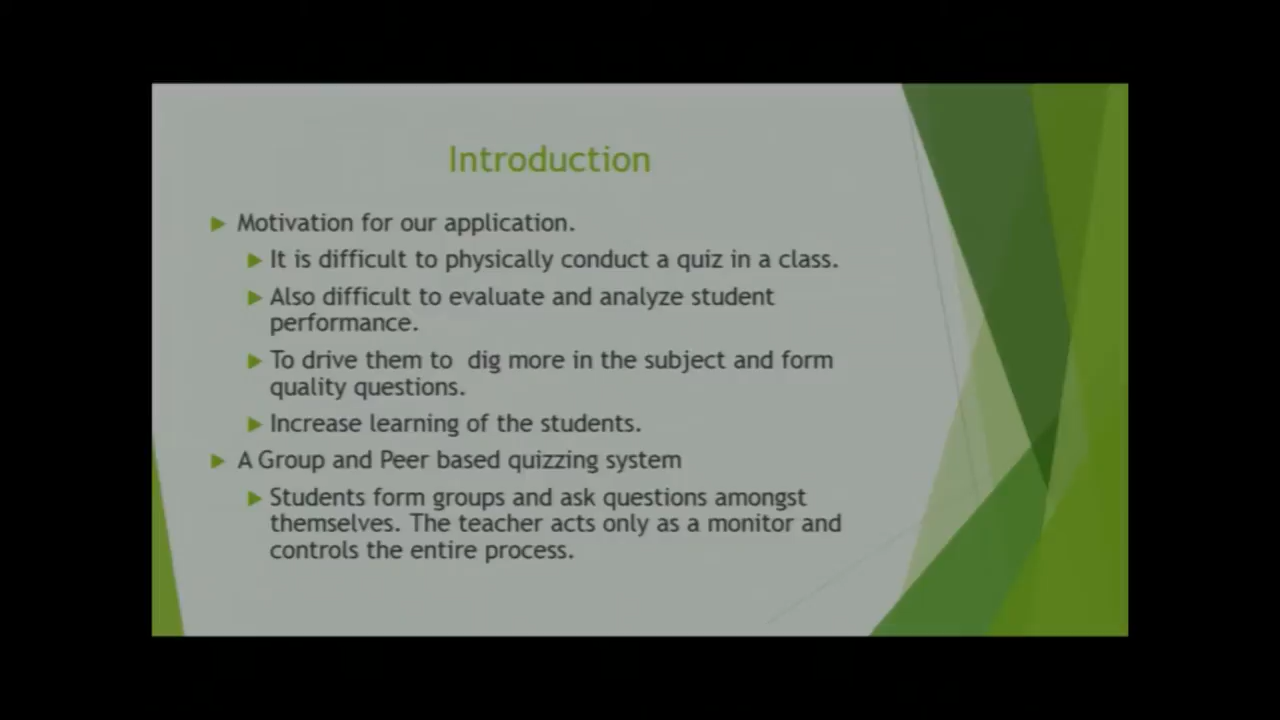 Introduction
Motivation for our application.
It is difficult to physically conduct a quiz in a class.
Also difficult to evaluate and analyze student
performance.
To drive them to  dig more in the subject and form
quality questions.
Increase learning of the students.
A Group and Peer based quizzing system
Students form groups and ask questions amongst
themselves. The teacher acts only as a monitor and
controls the entire process.